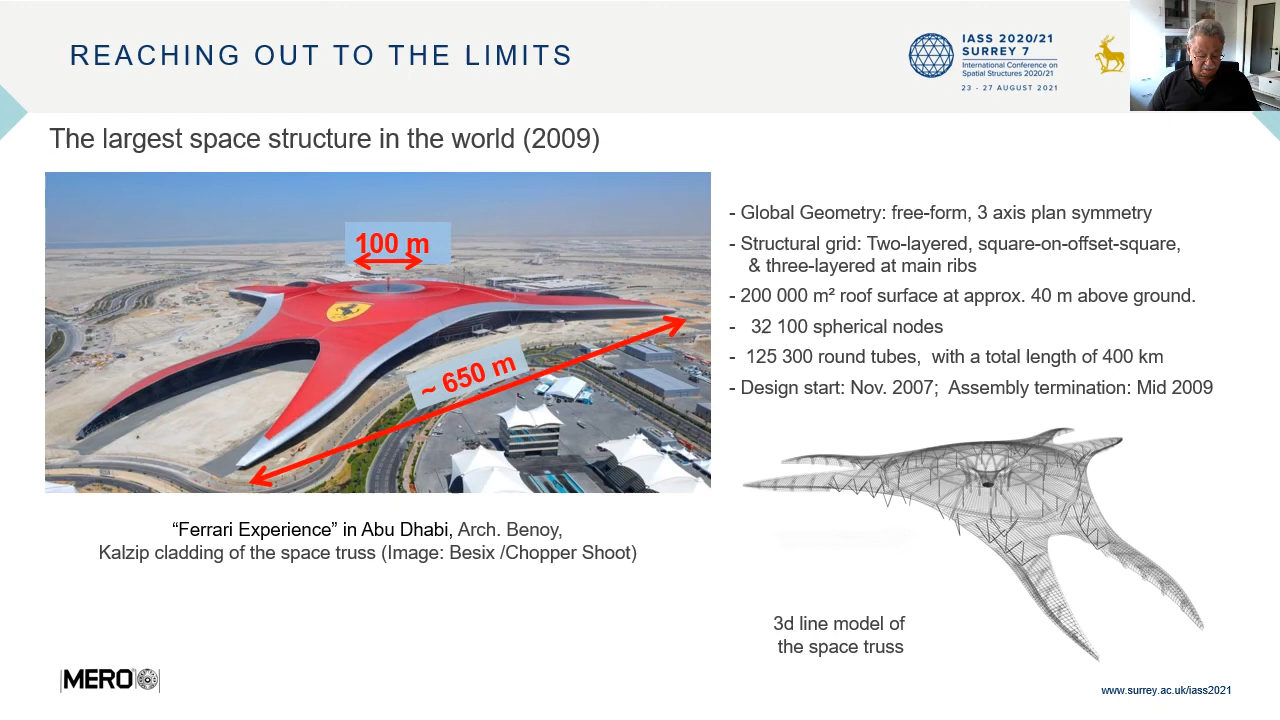 REACHING OUT TO THE LIMITS
IASS 2020/21
SURREY 7
International Conference on
Spatial Structures 2020/21
23 - 27 AUGUST 2021
The largest space structure in the world (2009)
100 m
~ 650 m
- Global Geometry: free-form, 3 axis plan symmetry
- Structural grid: Two-layered, square-on-offset-square,
& three-layered at main ribs
- 200 000 m² roof surface at approx. 40 m above ground.
- 32 100 spherical nodes
- 125 300 round tubes, with a total length of 400 km
- Design start: Nov. 2007; Assembly termination: Mid 2009
“Ferrari Experience” in Abu Dhabi, Arch. Benoy,
Kalzip cladding of the space truss (Image: Besix /Chopper Shoot)
3d line model of
the space truss
MERO
www.surrey.ac.uk/iass2021